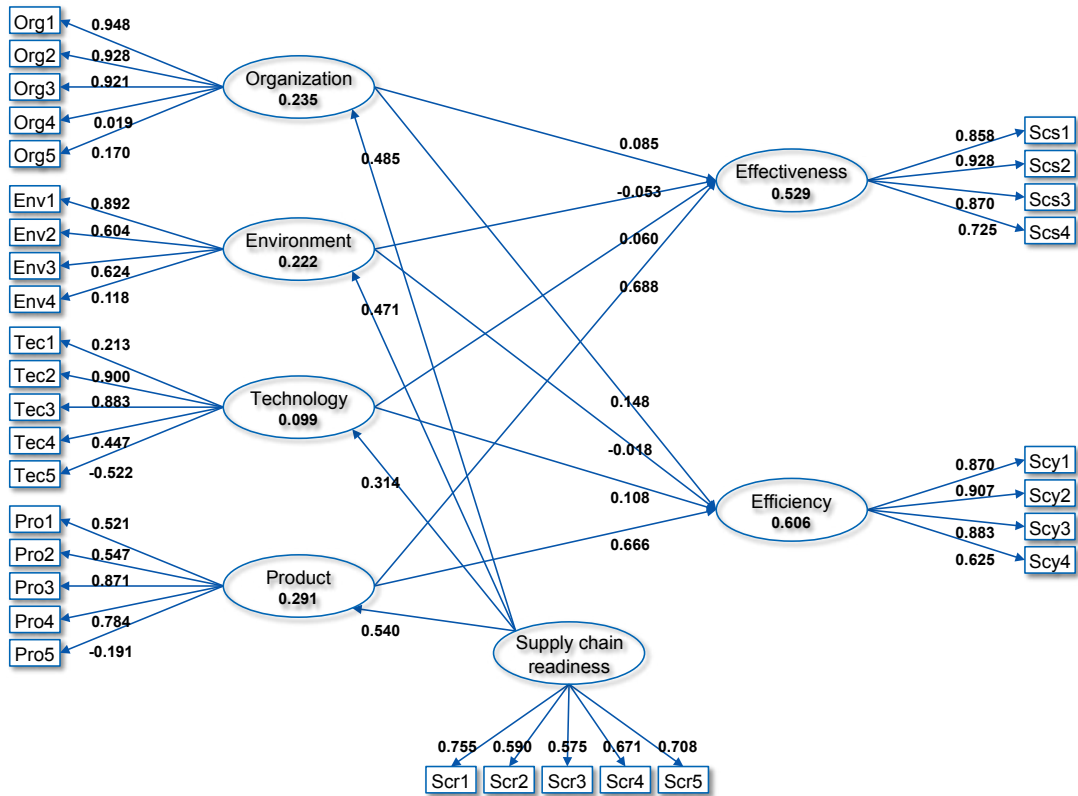 Org1
0.948
Org2
0.928
Org3
0.921
Org4
0.019
Org5
0.170
Organization
0.235
Env1
0.892
Env2
0.604
Env3
0.624
Env4
0.118
Environment
0.222
Tec1
0.213
Tec2
0.900
Tec3
0.883
Tec4
0.447
Tec5
-0.522
Technology
0.099
Pro1
0.521
Pro2
0.547
Pro3
0.871
Pro4
0.784
Pro5
-0.191
Product
0.291
0.485
0.471
0.314
0.540
0.085
-0.053
0.060
0.688
0.148
-0.018
0.108
0.666
Effectiveness
0.529
0.858
Scs1
0.928
Scs2
Scs3
0.870
0.725
Scs4
Efficiency
0.606
0.870
Scy1
0.907
Scy2
Scy3
0.883
0.625
Scy4
Supply chain
readiness
0.755
0.590
0.575
0.671
0.708
Scr1
Scr2
Scr3
Scr4
Scr5